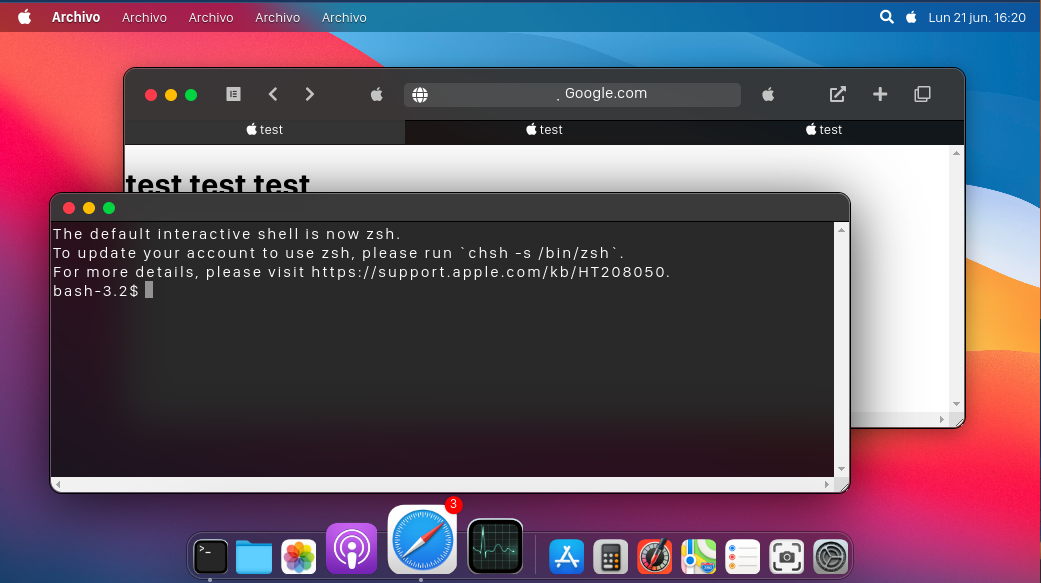 Archivo Archivo Archivo Archivo Archivo Lun 21 jun. 16:20
Google.com
test test test
test test test
The default interactive shell is now zsh.
To update your account to use zsh, please run `chsh -s /bin/zsh`.
For more details, please visit https://support.apple.com/kb/HT208050.
bash-3.2$
3
>_